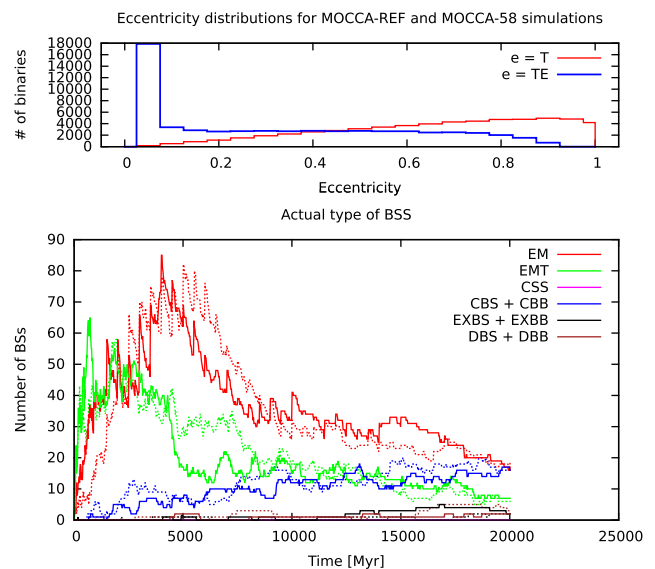 Eccentricity distributions for MOCCA-REF and MOCCA-58 simulations
18000
16000
14000
12000
10000
8000
6000
4000
2000
0
# of binaries
e = T
e = TE
0 0.2 0.4 0.6 0.8 1
Eccentricity
Actual type of BSS
90
80
70
60
50
40
30
20
10
0
Number of BSs
EM
EMT
CSS
CBS + CBB
EXBS + EXBB
DBS + DBB
0 5000 10000 15000 20000 25000
Time [Myr]